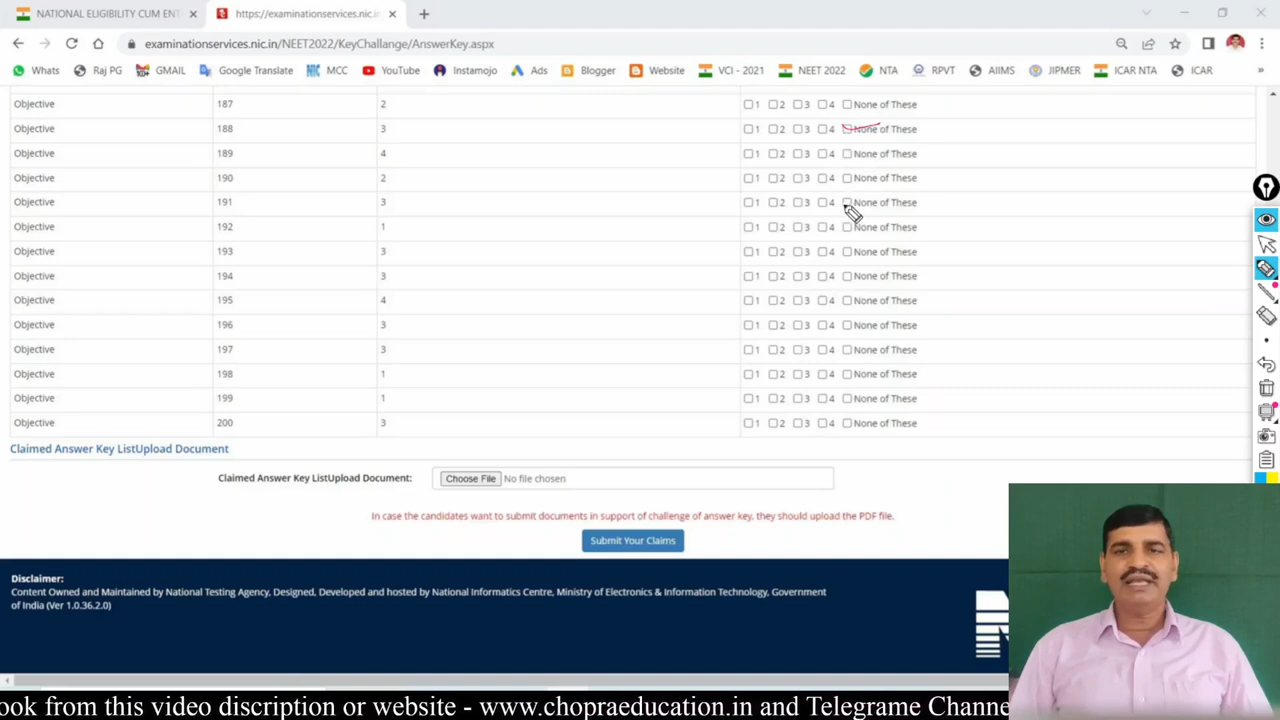 NATIONAL ELIGIBILITY CUM ENT
https://examinationservices.nic.in
examinationservices.nic.in/NEET2022/KeyChallange/AnswerKey.aspx
Whats Raj PG GMAIL Google Translate MCC YouTube Instamojo Ads Blogger Website VCI - 2021 NEET 2022 NTA RPVT AIIMS JIPMER ICAR NTA ICAR »
Objective 187 2 1 2 3 4 None of These
Objective 188 3 1 2 3 4 None of These
Objective 189 4 1 2 3 4 None of These
Objective 190 2 1 2 3 4 None of These
Objective 191 3 1 2 3 4 None of These
Objective 192 1 1 2 3 4 None of These
Objective 193 3 1 2 3 4 None of These
Objective 194 3 1 2 3 4 None of These
Objective 195 4 1 2 3 4 None of These
Objective 196 3 1 2 3 4 None of These
Objective 197 3 1 2 3 4 None of These
Objective 198 1 1 2 3 4 None of These
Objective 199 1 1 2 3 4 None of These
Objective 200 3 1 2 3 4 None of These
Claimed Answer Key ListUpload Document
Claimed Answer Key ListUpload Document: Choose File No file chosen
In case the candidates want to submit documents in support of challenge of answer key, they should upload the PDF file.
Submit Your Claims
Disclaimer:
Content Owned and Maintained by National Testing Agency, Designed, Developed and hosted by National Informatics Centre, Ministry of Electronics & Information Technology, Government
of India (Ver 1.0.36.2.0)
ook from this video discription or website - www.chopraeducation.in and Telegrame Channe